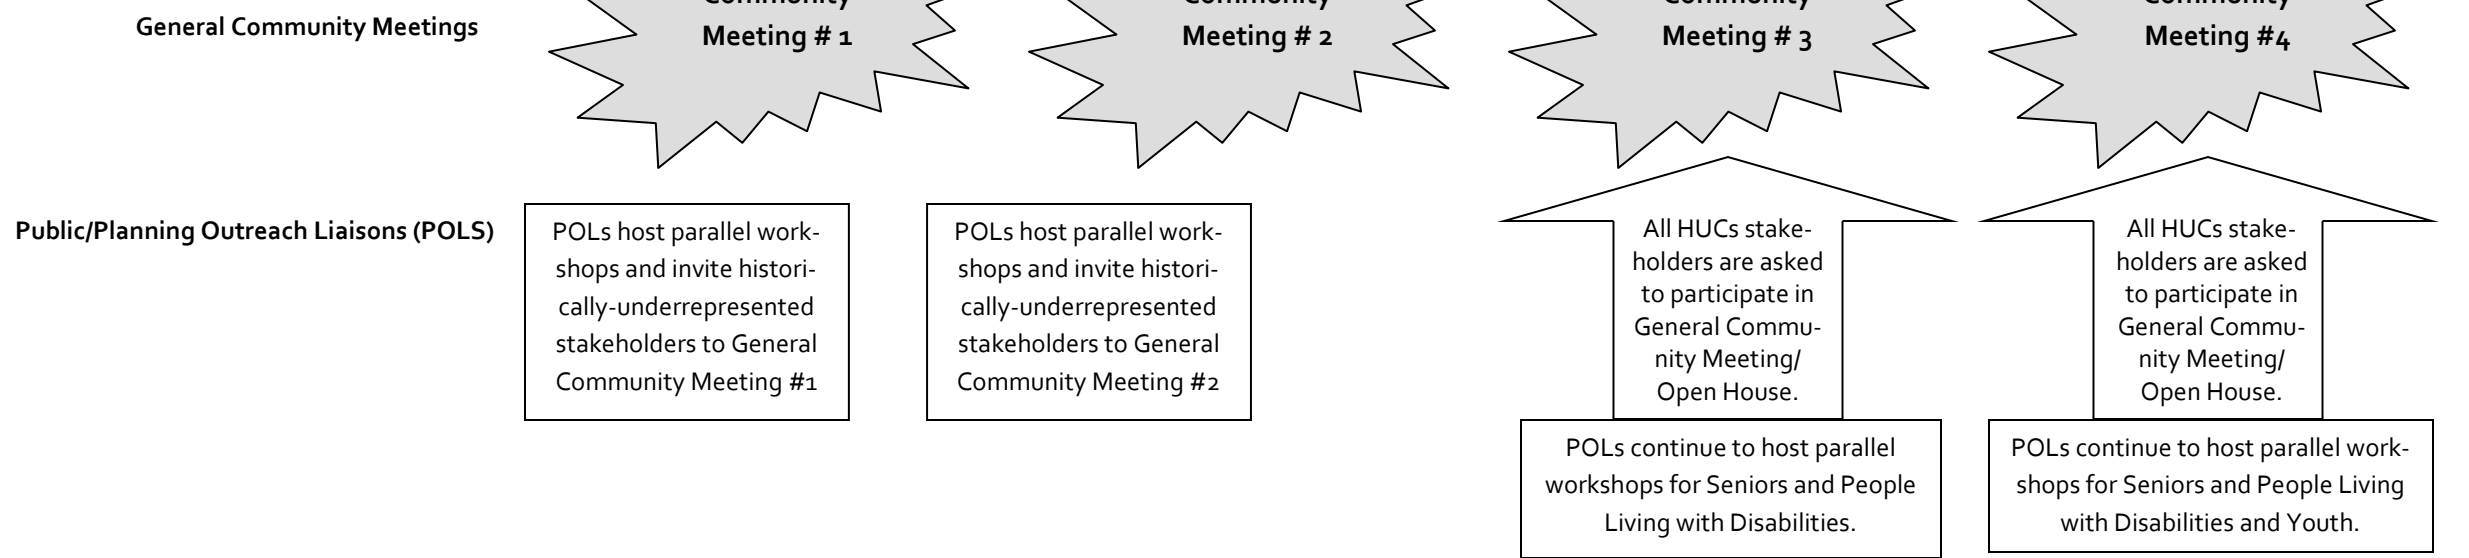 General Community Meetings
Community
Meeting # 1
Community
Meeting # 2
Community
Meeting # 3
Community
Meeting #4
Public/Planning Outreach Liaisons (POLS)
POLs host parallel work-
shops and invite histori-
cally-underrepresented
stakeholders to General
Community Meeting #1
POLs host parallel work-
shops and invite histori-
cally-underrepresented
stakeholders to General
Community Meeting #2
All HUCs stake-
holders are asked
to participate in
General Commu-
nity Meeting/
Open House.
POLs continue to host parallel
workshops for Seniors and People
Living with Disabilities.
All HUCs stake-
holders are asked
to participate in
General Commu-
nity Meeting/
Open House.
POLs continue to host parallel work-
shops for Seniors and People Living
with Disabilities and Youth.